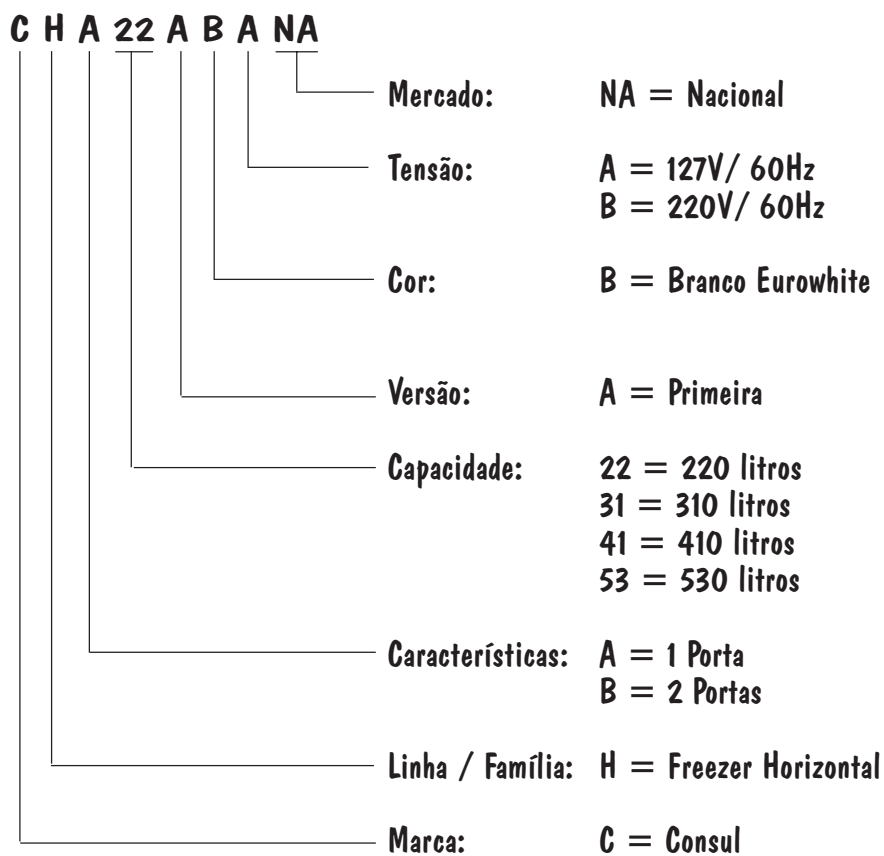 C H A 22 A B A NA
Mercado: NA = Nacional
Tensão: A = 127V/ 60Hz
B = 220V/ 60Hz
Cor: B = Branco Eurowhite
Versão: A = Primeira
Capacidade: 22 = 220 litros
31 = 310 litros
41 = 410 litros
53 = 530 litros
Características: A = 1 Porta
B = 2 Portas
Linha / Família: H = Freezer Horizontal
Marca: C = Consul